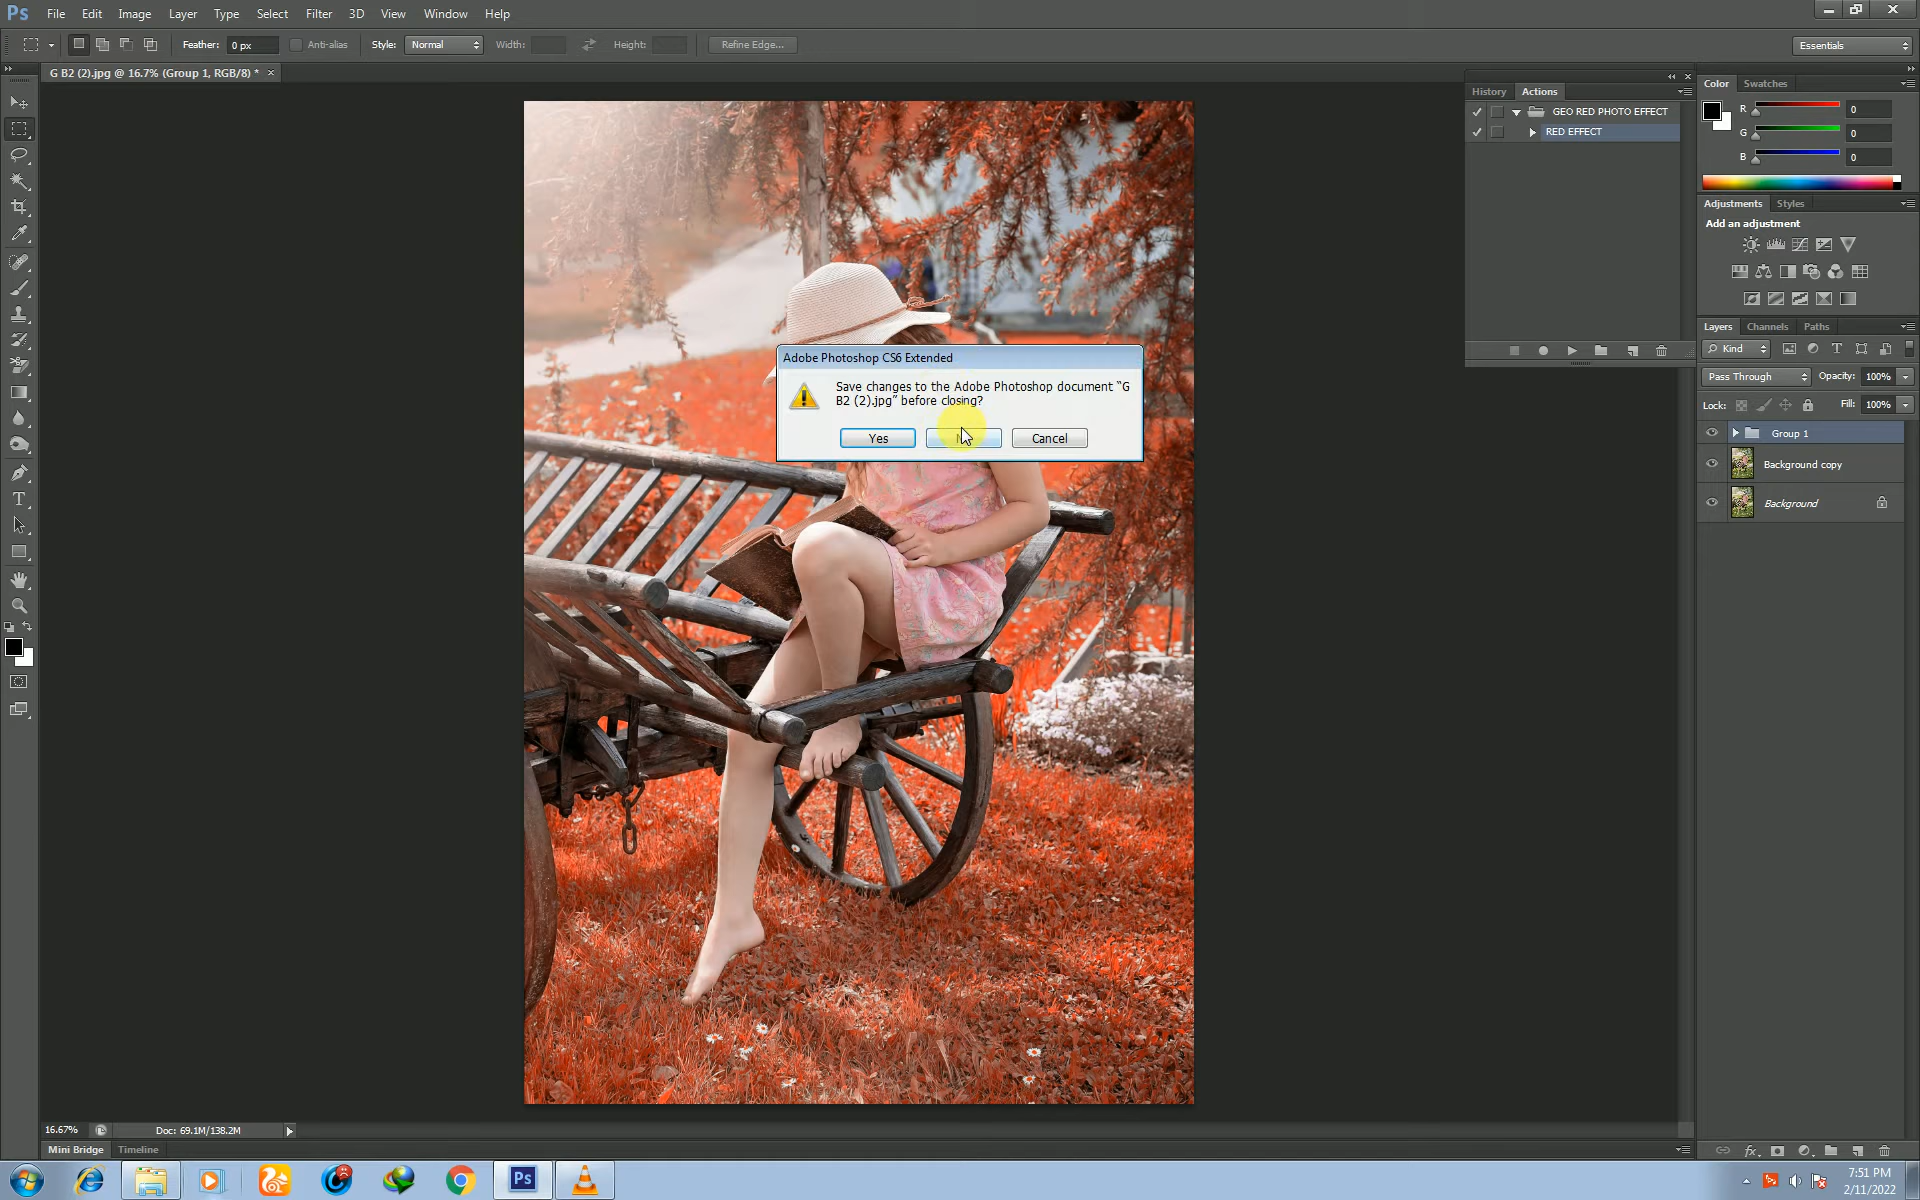 Ps File Edit Image Layer Type Select Filter 3D View Window Help
Feather: 0 px Anti-alias Style: Normal Width: Height: Refine Edge... Essentials
G B2 (2).jpg @ 16.7% (Group 1, RGB/8) * ×
History Actions
GEO RED PHOTO EFFECT
RED EFFECT
Color Swatches
R 0
G 0
B 0
Adjustments Styles
Add an adjustment
Layers Channels Paths
Kind
Pass Through Opacity: 100%
Lock: Fill: 100%
Group 1
Background copy
Background
Adobe Photoshop CS6 Extended
Save changes to the Adobe Photoshop document “G
B2 (2).jpg” before closing?
Yes Cancel
16.67% Doc: 69.1M/138.2M
Mini Bridge Timeline
Ps
7:51 PM
2/11/2022